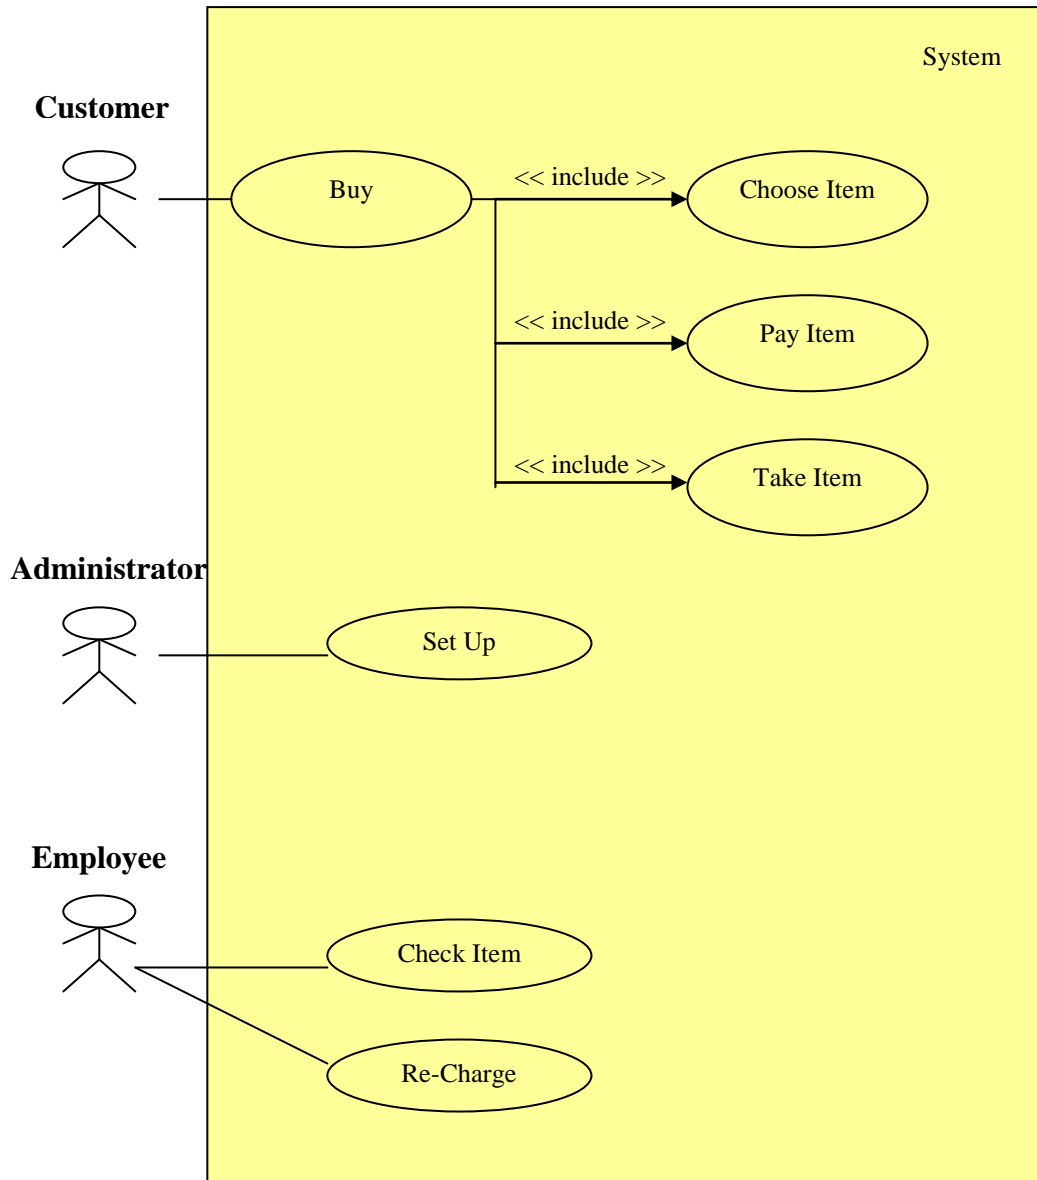 System
Customer
Buy
<< include >>
Choose Item
<< include >>
Pay Item
<< include >>
Take Item
Administrator
Set Up
Employee
Check Item
Re-Charge